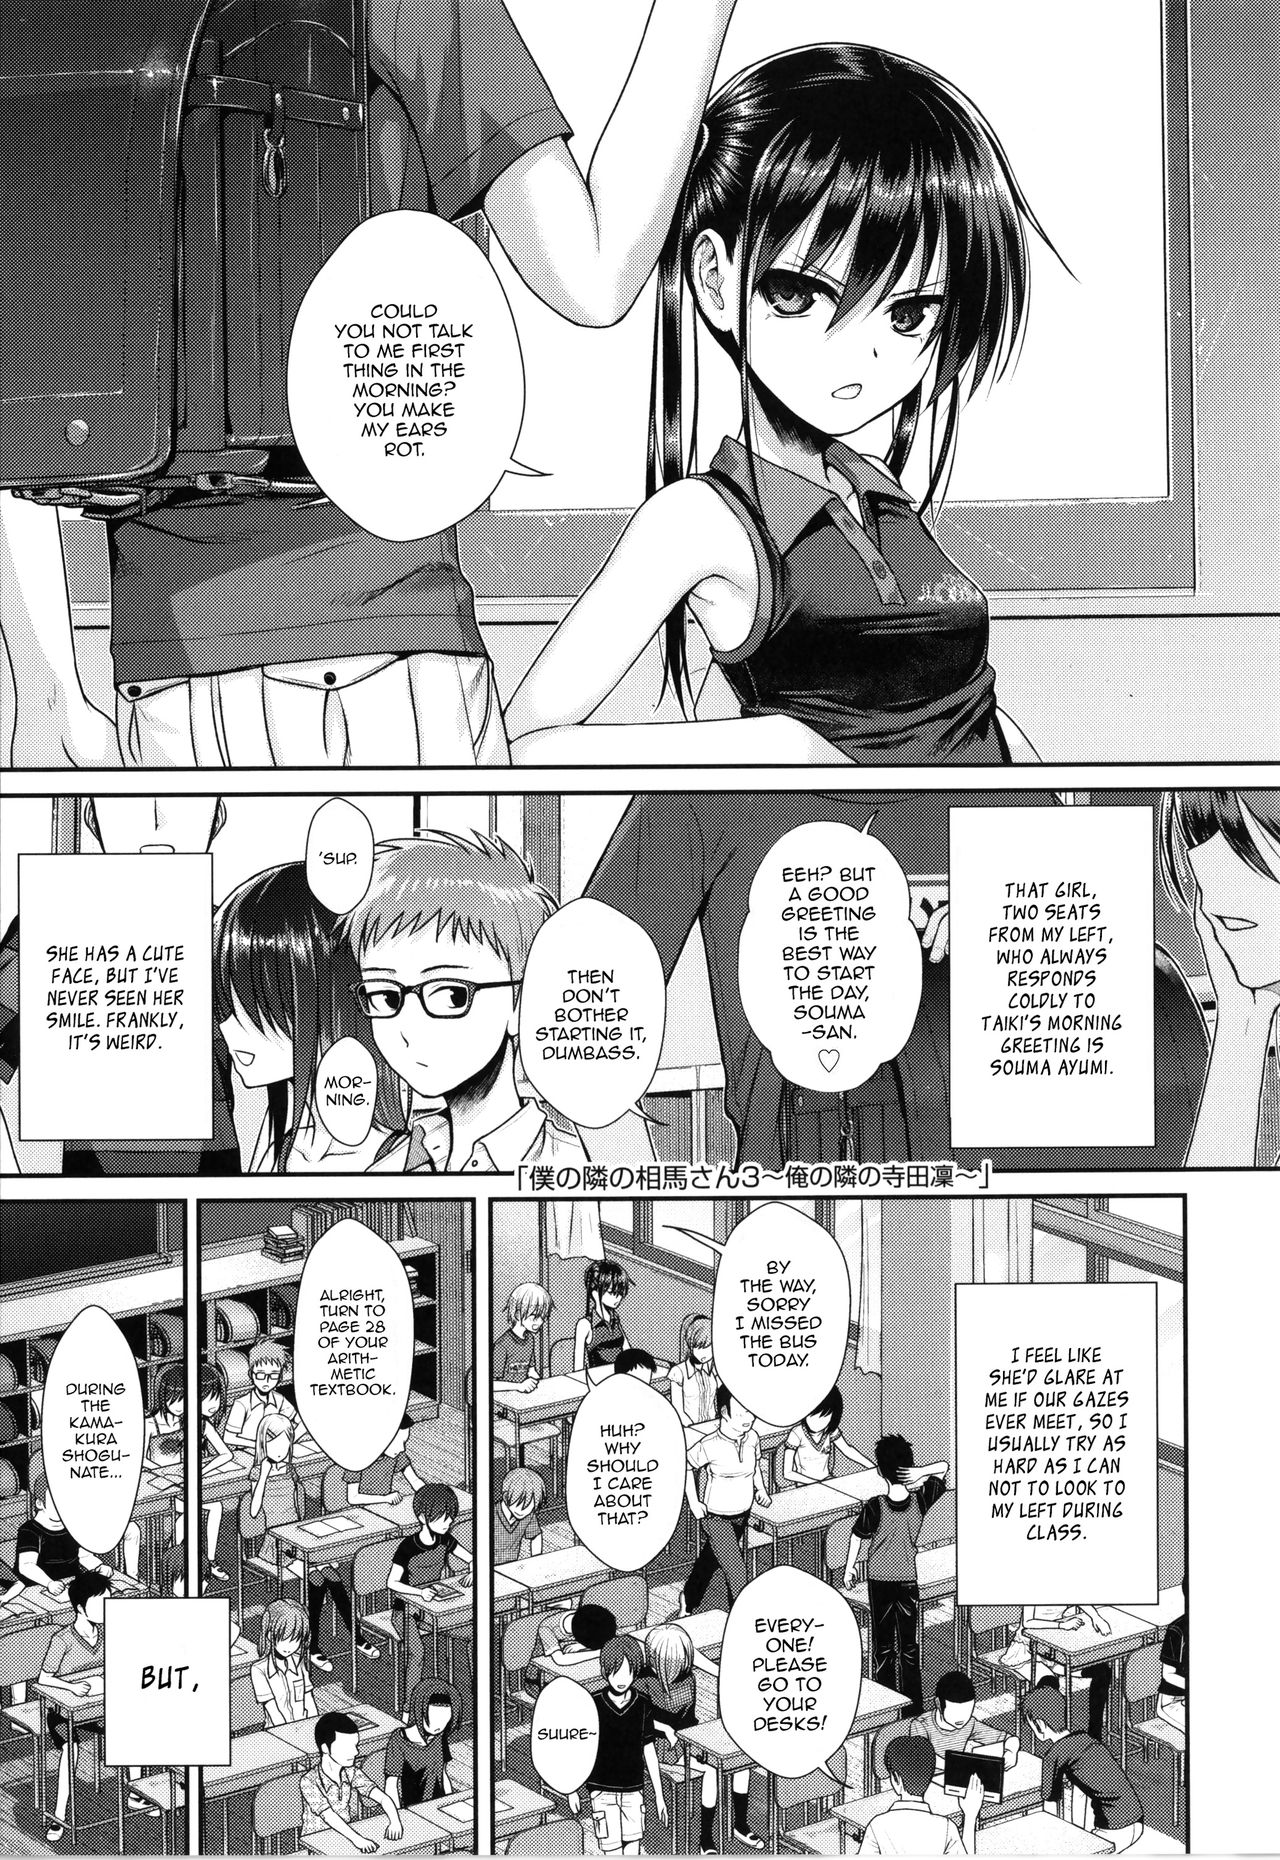 COULD
YOU NOT TALK
TO ME FIRST
THING IN THE
MORNING?
YOU MAKE
MY EARS
ROT.
THAT GIRL,
TWO SEATS
FROM MY LEFT,
WHO ALWAYS
RESPONDS
COLDLY TO
TAIKI'S MORNING
GREETING IS
SOUMA AYUMI.
EEH? BUT
A GOOD
GREETING
IS THE
BEST WAY
TO START
THE DAY,
SOUMA
-SAN.
♡
THEN
DON'T
BOTHER
STARTING IT,
DUMBASS.
'SUP.
MOR-
NING.
SHE HAS A CUTE
FACE, BUT I'VE
NEVER SEEN HER
SMILE. FRANKLY,
IT'S WEIRD.
「僕の隣の相馬さん3〜俺の隣の寺田凛〜」
I FEEL LIKE
SHE'D GLARE AT
ME IF OUR GAZES
EVER MEET, SO I
USUALLY TRY AS
HARD AS I CAN
NOT TO LOOK TO
MY LEFT DURING
CLASS.
BY
THE WAY,
SORRY
I MISSED
THE BUS
TODAY.
HUH?
WHY
SHOULD
I CARE
ABOUT
THAT?
EVERY-
ONE!
PLEASE
GO TO
YOUR
DESKS!
SUURE~
ALRIGHT,
TURN TO
PAGE 28
OF YOUR
ARITH-
METIC
TEXTBOOK.
DURING
THE
KAMA-
KURA
SHOGU-
NATE...
BUT,